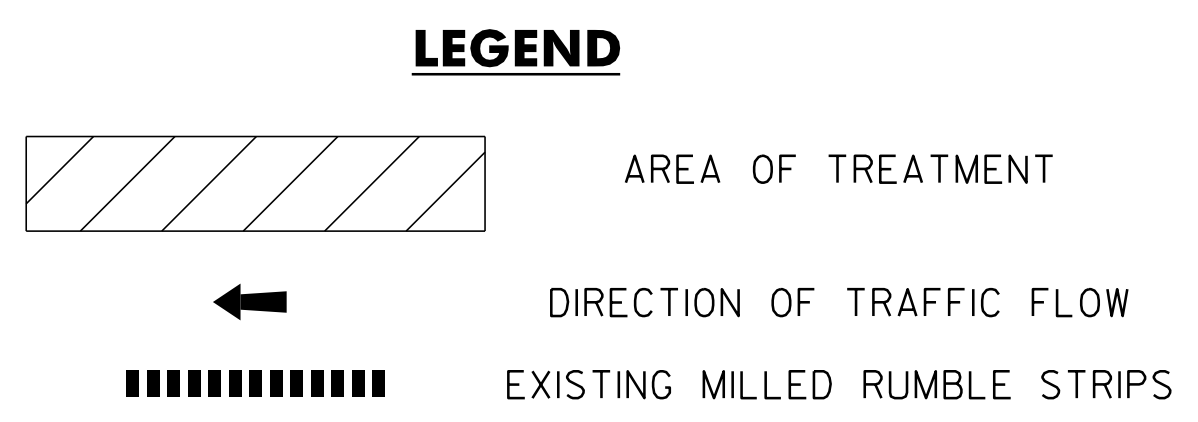 LEGEND
AREA OF TREATMENT
DIRECTION OF TRAFFIC FLOW
EXISTING MILLED RUMBLE STRIPS